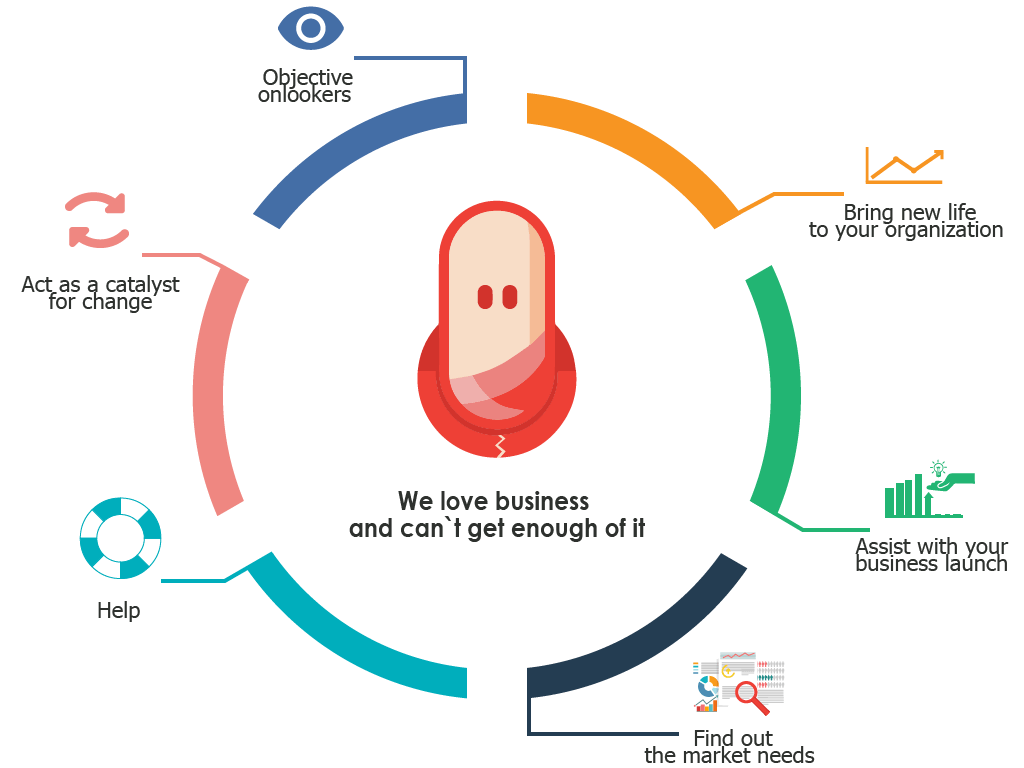 Objective
onlookers
Bring new life
to your organization
Act as a catalyst
for change
We love business
and can`t get enough of it
Assist with your
business launch
Help
Find out
the market needs